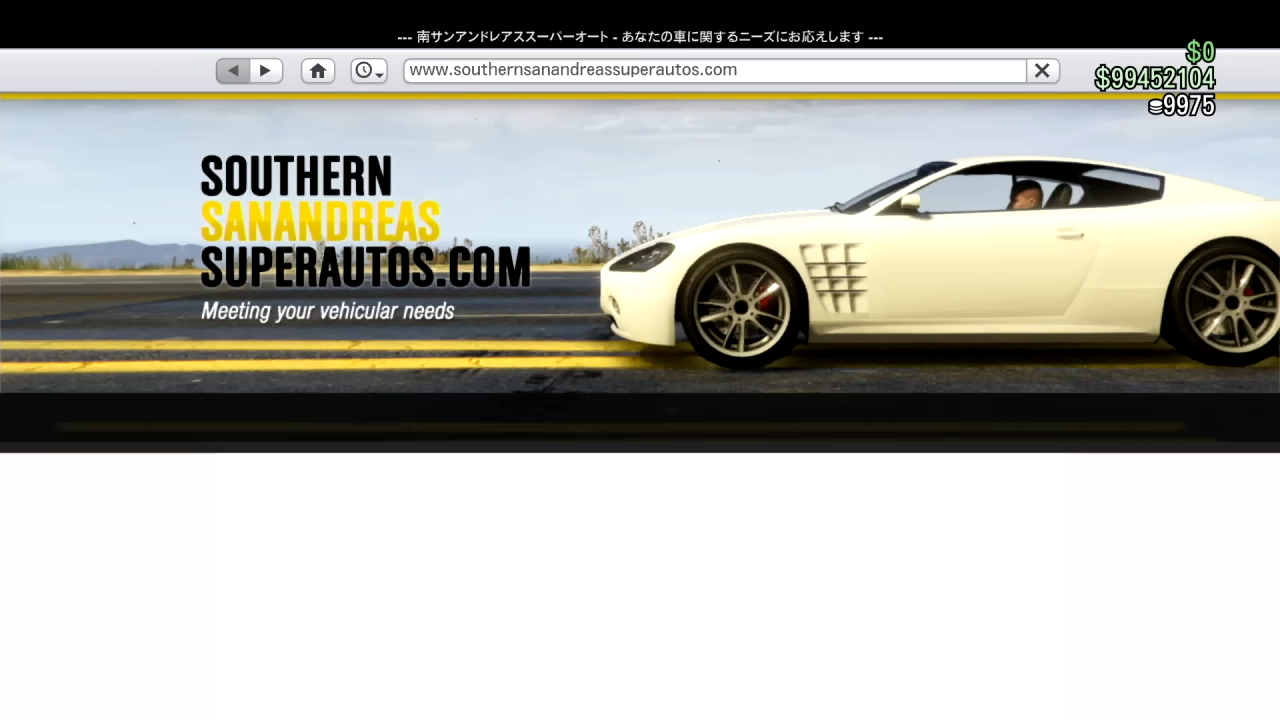 --- 南サンアンドレアススーパーオート - あなたの車に関するニーズにお応えします ---
$0
www.southernsanandreassuperautos.com
$99452104
9975
SOUTHERN
SANANDREAS
SUPERAUTOS.COM
Meeting your vehicular needs